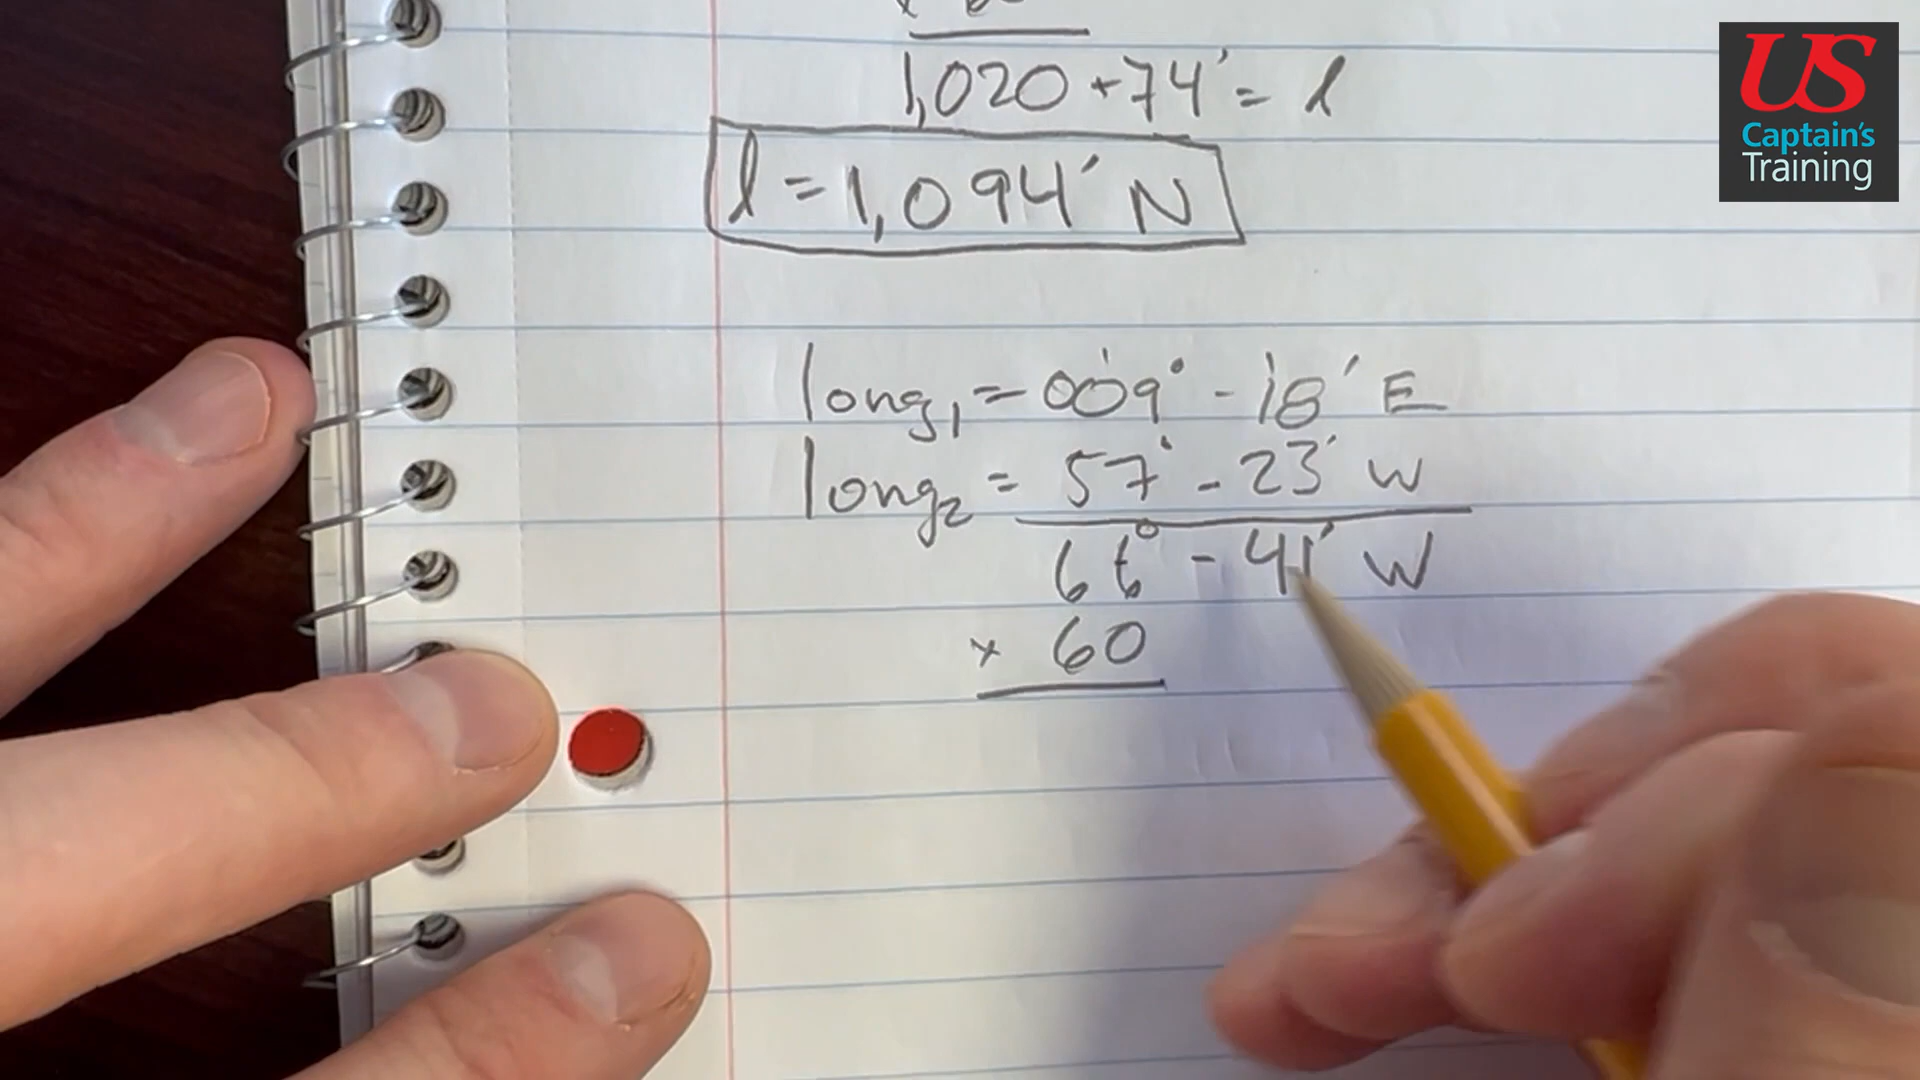 1,020 + 74' = l
l = 1,094' N
long₁ = 009° - 18' E
long₂ = 57° - 23' W
66° - 41' W
x 60
US
Captain's
Training